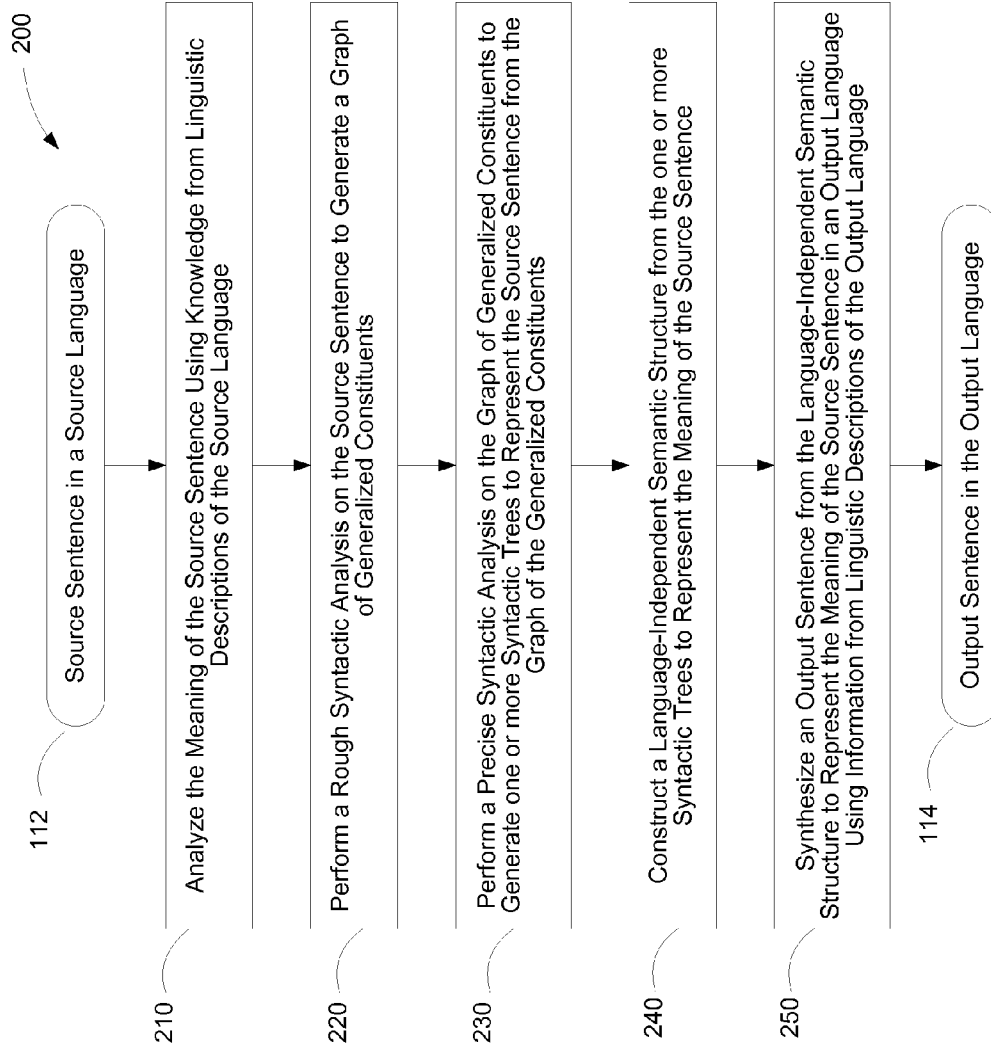 200
112
Source Sentence in a Source Language
210
Analyze the Meaning of the Source Sentence Using Knowledge from Linguistic
Descriptions of the Source Language
220
Perform a Rough Syntactic Analysis on the Source Sentence to Generate a Graph
of Generalized Constituents
230
Perform a Precise Syntactic Analysis on the Graph of Generalized Constituents to
Generate one or more Syntactic Trees to Represent the Source Sentence from the
Graph of the Generalized Constituents
240
Construct a Language-Independent Semantic Structure from the one or more
Syntactic Trees to Represent the Meaning of the Source Sentence
250
Synthesize an Output Sentence from the Language-Independent Semantic
Structure to Represent the Meaning of the Source Sentence in an Output Language
Using Information from Linguistic Descriptions of the Output Language
114
Output Sentence in the Output Language